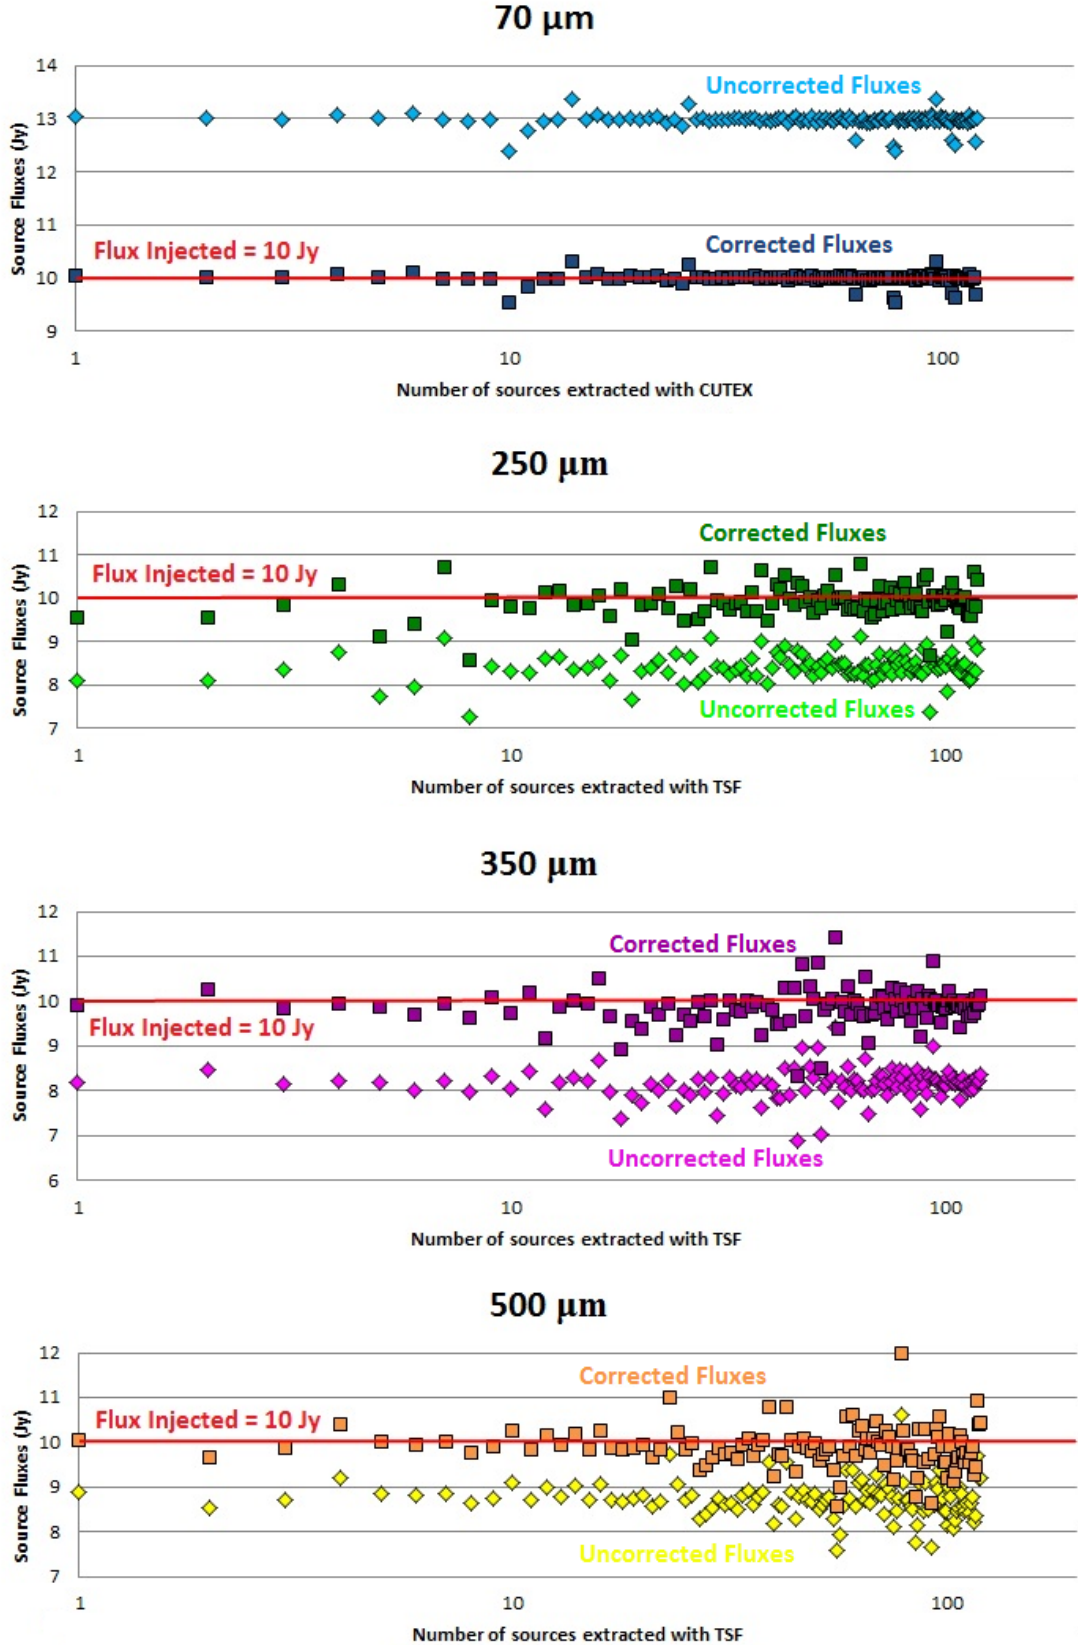 70 µm
14
Uncorrected Fluxes
13
12
11
Corrected Fluxes
Flux Injected = 10 Jy
10
9
Source Fluxes (Jy)
1 10 100
Number of sources extracted with CUTEX
250 µm
12
Corrected Fluxes
11
Flux Injected = 10 Jy
10
9
8
Uncorrected Fluxes
7
Source Fluxes (Jy)
1 10 100
Number of sources extracted with TSF
350 µm
12
Corrected Fluxes
11
10
Flux Injected = 10 Jy
9
8
7
Uncorrected Fluxes
6
Source Fluxes (Jy)
1 10 100
Number of sources extracted with TSF
500 µm
12
Corrected Fluxes
11
Flux Injected = 10 Jy
10
9
8
Uncorrected Fluxes
7
Source Fluxes (Jy)
1 10 100
Number of sources extracted with TSF